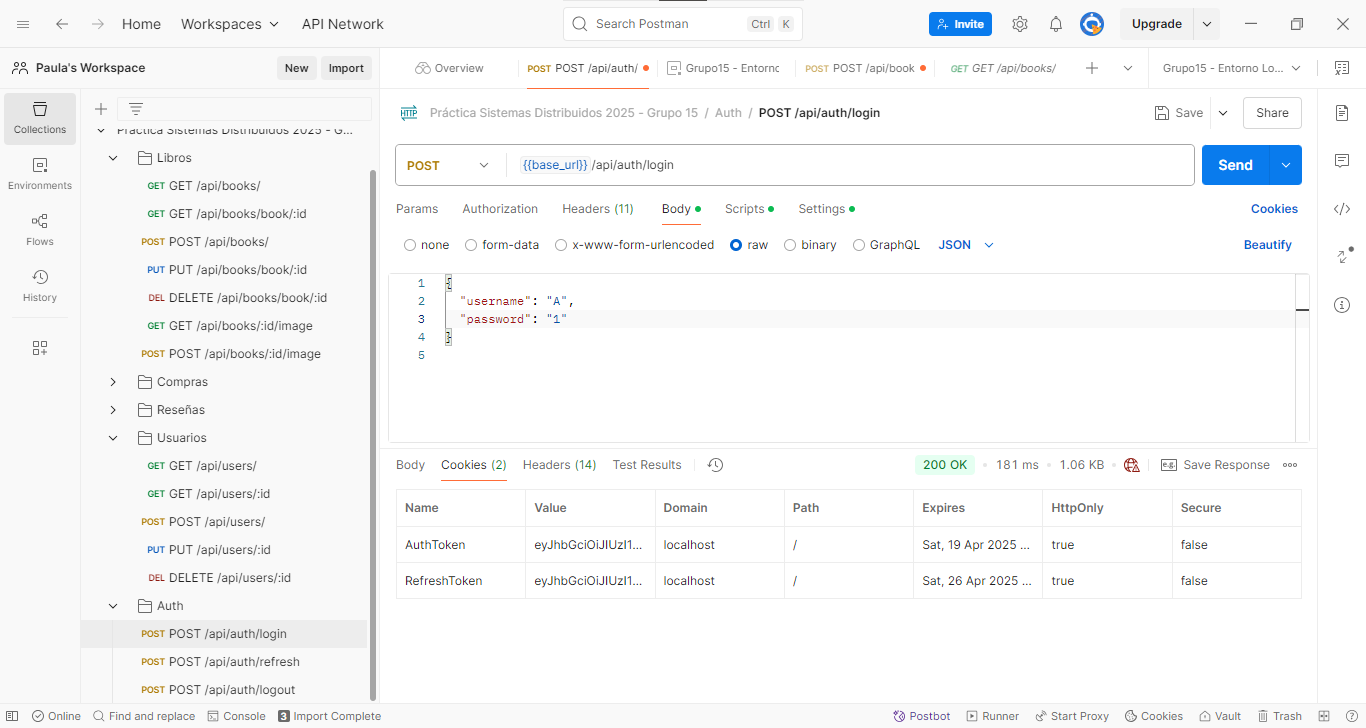 Home Workspaces API Network Search Postman Ctrl K Invite Upgrade
Paula's Workspace New Import Overview POST POST /api/auth/ Grupo15 - Entorno POST POST /api/book GET GET /api/books/ Grupo15 - Entorno Lo...
Collections
Environments
Flows
History
Práctica Sistemas Distribuidos 2025 - G...
Libros
GET GET /api/books/
GET GET /api/books/book/:id
POST POST /api/books/
PUT PUT /api/books/book/:id
DEL DELETE /api/books/book/:id
GET GET /api/books/:id/image
POST POST /api/books/:id/image
Compras
Reseñas
Usuarios
GET GET /api/users/
GET GET /api/users/:id
POST POST /api/users/
PUT PUT /api/users/:id
DEL DELETE /api/users/:id
Auth
POST POST /api/auth/login
POST POST /api/auth/refresh
POST POST /api/auth/logout
HTTP Práctica Sistemas Distribuidos 2025 - Grupo 15 / Auth / POST /api/auth/login Save Share
POST {{base_url}}/api/auth/login Send
Params Authorization Headers (11) Body Scripts Settings Cookies
none form-data x-www-form-urlencoded raw binary GraphQL JSON Beautify
1 {
2 "username": "A",
3 "password": "1"
4 }
5
Body Cookies (2) Headers (14) Test Results 200 OK 181 ms 1.06 KB e.g. Save Response
Name Value Domain Path Expires HttpOnly Secure
AuthToken eyJhbGciOiJIUzI1... localhost / Sat, 19 Apr 2025 ... true false
RefreshToken eyJhbGciOiJIUzI1... localhost / Sat, 26 Apr 2025 ... true false
Online Find and replace Console 3 Import Complete Postbot Runner Start Proxy Cookies Vault Trash